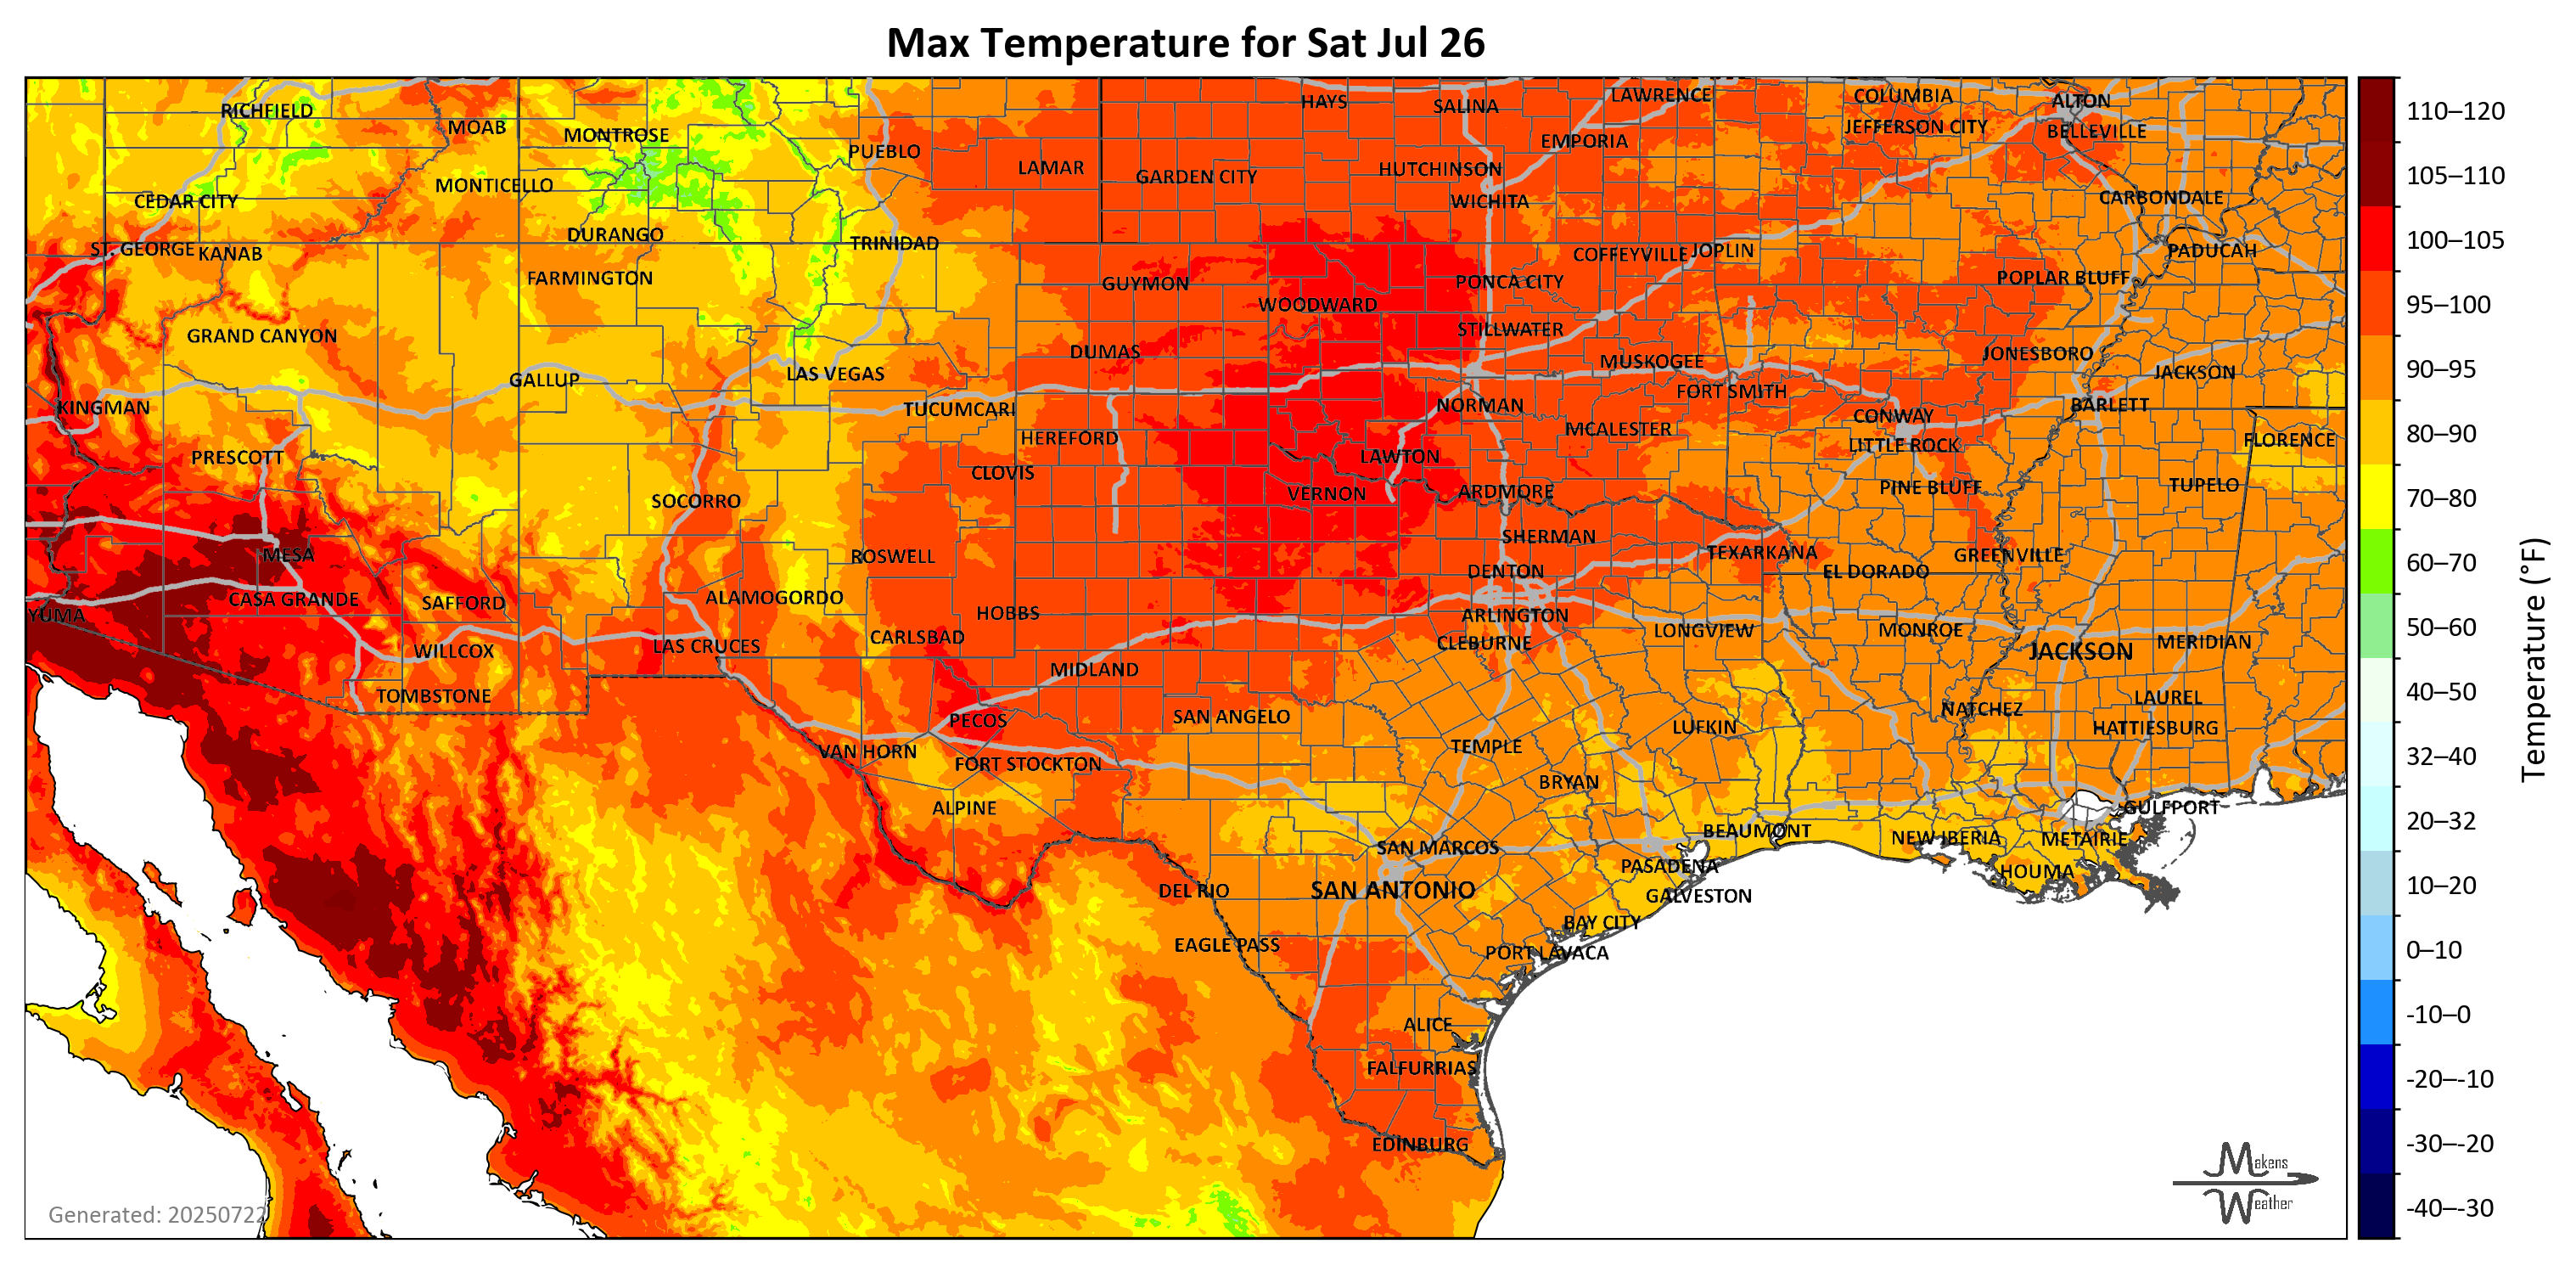 Max Temperature for Sat Jul 26
RICHFIELD
MOAB
MONTROSE
PUEBLO
LAMAR
HAYS
SALINA
LAWRENCE
COLUMBIA
ALTON
JEFFERSON CITY
BELLEVILLE
EMPORIA
GARDEN CITY
HUTCHINSON
WICHITA
CARBONDALE
CEDAR CITY
MONTICELLO
DURANGO
TRINIDAD
ST. GEORGE
KANAB
FARMINGTON
GUYMON
WOODWARD
PONCA CITY
COFFEYVILLE
JOPLIN
POPLAR BLUFF
PADUCAH
GRAND CANYON
DUMAS
STILLWATER
MUSKOGEE
JONESBORO
JACKSON
GALLUP
LAS VEGAS
FORT SMITH
KINGMAN
TUCUMCARI
NORMAN
CONWAY
BARLETT
HEREFORD
MCALESTER
LITTLE ROCK
FLORENCE
PRESCOTT
CLOVIS
LAWTON
SOCORRO
VERNON
ARDMORE
PINE BLUFF
TUPELO
MESA
ROSWELL
SHERMAN
TEXARKANA
GREENVILLE
DENTON
EL DORADO
CASA GRANDE
SAFFORD
ALAMOGORDO
HOBBS
YUMA
ARLINGTON
WILLCOX
LAS CRUCES
CARLSBAD
CLEBURNE
LONGVIEW
MONROE
JACKSON
MERIDIAN
MIDLAND
TOMBSTONE
PECOS
SAN ANGELO
LUFKIN
NATCHEZ
LAUREL
HATTIESBURG
VAN HORN
FORT STOCKTON
TEMPLE
BRYAN
ALPINE
GULFPORT
BEAUMONT
NEW IBERIA
METAIRIE
SAN MARCOS
PASADENA
HOUMA
DEL RIO
SAN ANTONIO
GALVESTON
BAY CITY
EAGLE PASS
PORT LAVACA
ALICE
FALFURRIAS
EDINBURG
Generated: 20250722
Makens
Weather
110–120
105–110
100–105
95–100
90–95
80–90
70–80
60–70
50–60
40–50
32–40
20–32
10–20
0–10
-10–0
-20–-10
-30–-20
-40–-30
Temperature (°F)